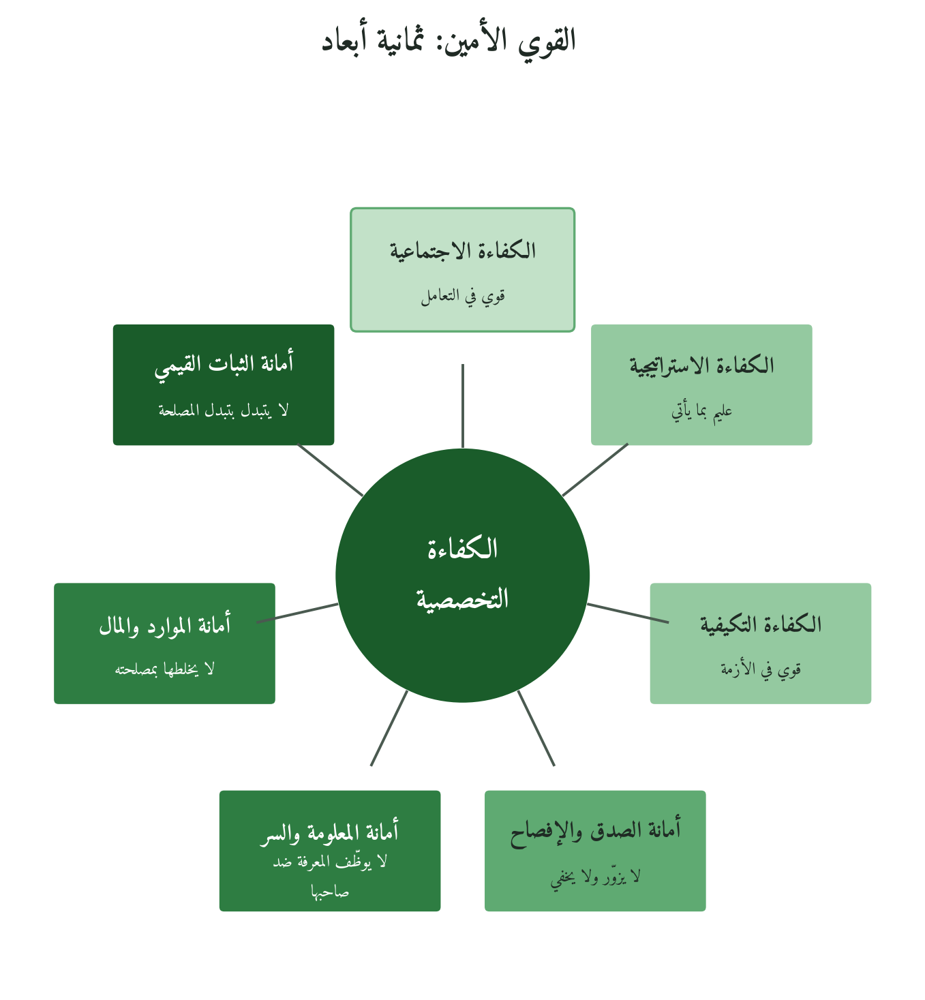 القوي الأمين: ثمانية أبعاد
الكفاءة الاجتماعية
قوي في التعامل
الكفاءة الاستراتيجية
عليم بما يأتي
أمانة الثبات القيمي
لا يتبدل بتبدل المصلحة
الكفاءة
التخصصية
الكفاءة التكيفية
قوي في الأزمة
أمانة الموارد والمال
لا يخلطها بمصلحته
أمانة الصدق والإفصاح
لا يزوّر ولا يخفي
أمانة المعلومة والسر
لا يوظّف المعرفة ضد
صاحبها